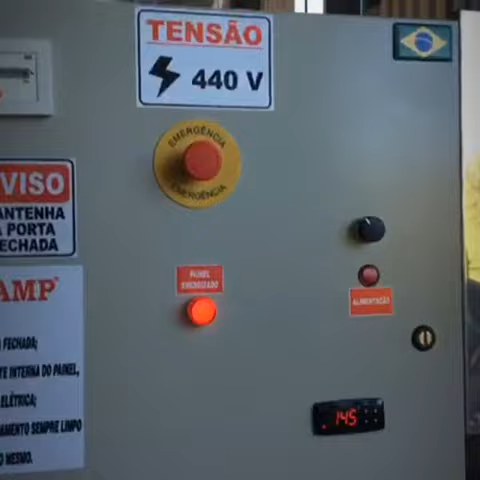 TENSÃO
440 V
EMERGÊNCIA
EMERGÊNCIA
VISO
ANTENHA
A PORTA
ECHADA
PAINEL
ENERGIZADO
ALIMENTAÇÃO
AMP
FECHADA;
TE INTERNA DO PAINEL,
ELÉTRICA;
AMENTO SEMPRE LIMPO
O MESMO.
145